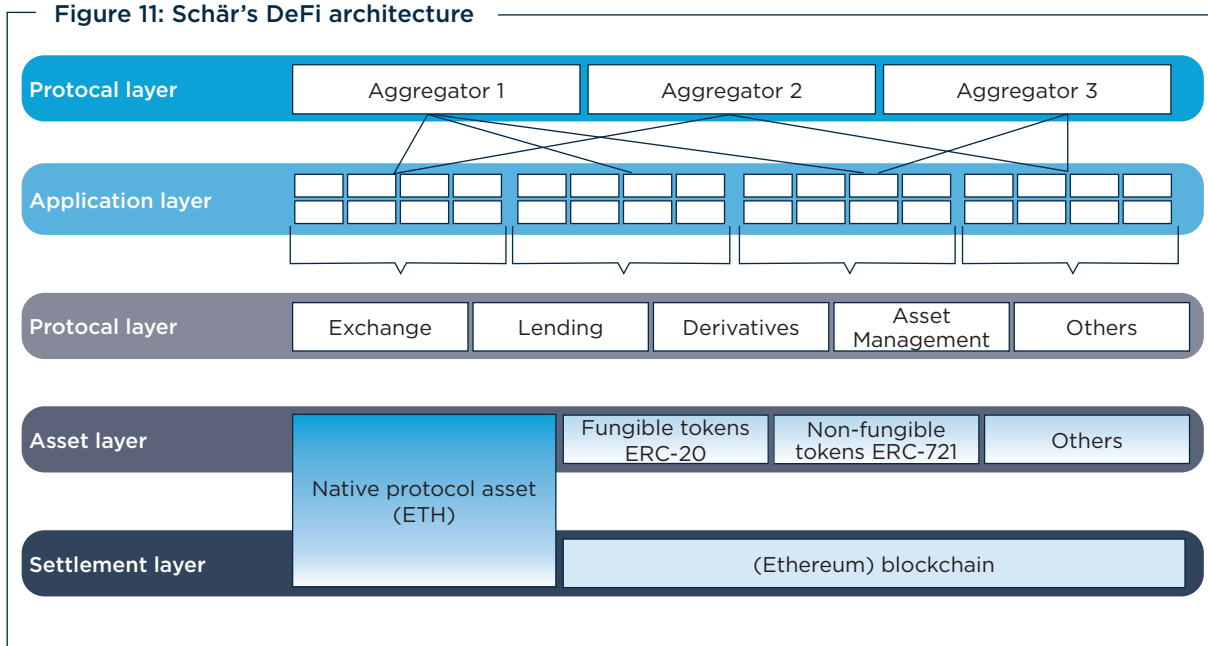 Figure 11: Schär's DeFi architecture
Protocal layer
Aggregator 1
Aggregator 2
Aggregator 3
Application layer
Protocal layer
Exchange
Lending
Derivatives
Asset
Management
Others
Asset layer
Native protocol asset
(ETH)
Fungible tokens
ERC-20
Non-fungible
tokens ERC-721
Others
Settlement layer
(Ethereum) blockchain